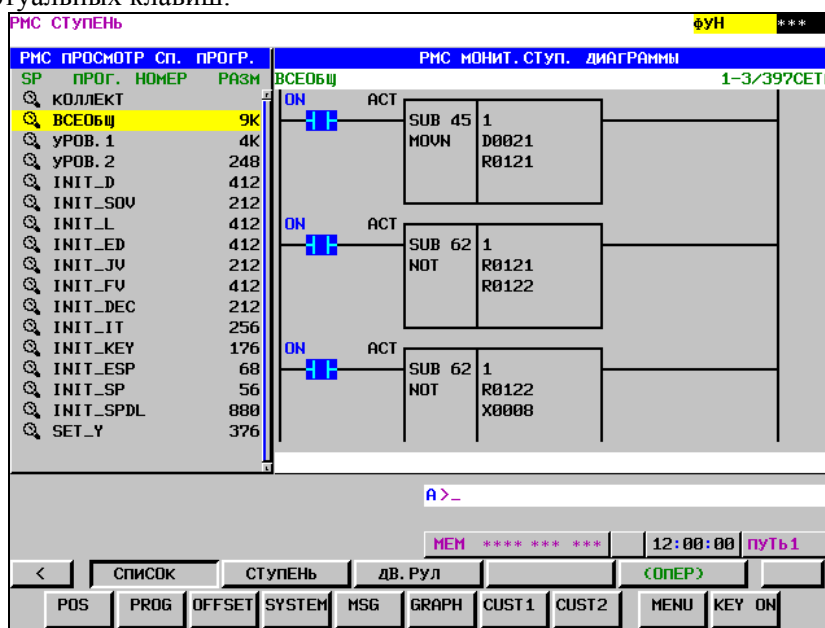 туальных клавиш.
РМС СТУПЕНЬ фУН ***
РМС ПРОСМОТР СП. ПРОГР. РМС МОНИТ.СТУП. ДИАГРАММЫ
SP ПРОГ. НОМЕР РАЗМ ВСЕОБЩ 1-3/397СЕТ
КОЛЛЕКТ
ВСЕОБЩ 9K
УРОВ.1 4K
УРОВ.2 248
INIT_D 412
INIT_SOV 212
INIT_L 412
INIT_ED 412
INIT_JV 212
INIT_FV 412
INIT_DEC 212
INIT_IT 256
INIT_KEY 176
INIT_ESP 68
INIT_SP 56
INIT_SPDL 880
SET_Y 376
ON ACT
SUB 45 1
MOVN D0021
R0121
ON ACT
SUB 62 1
NOT R0121
R0122
ON ACT
SUB 62 1
NOT R0122
X0008
A>_
MEM **** *** *** 12:00:00 ПУТЬ1
< СПИСОК СТУПЕНЬ ДВ.РУЛ (ОПЕР)
POS PROG OFFSET SYSTEM MSG GRAPH CUST1 CUST2 MENU KEY ON